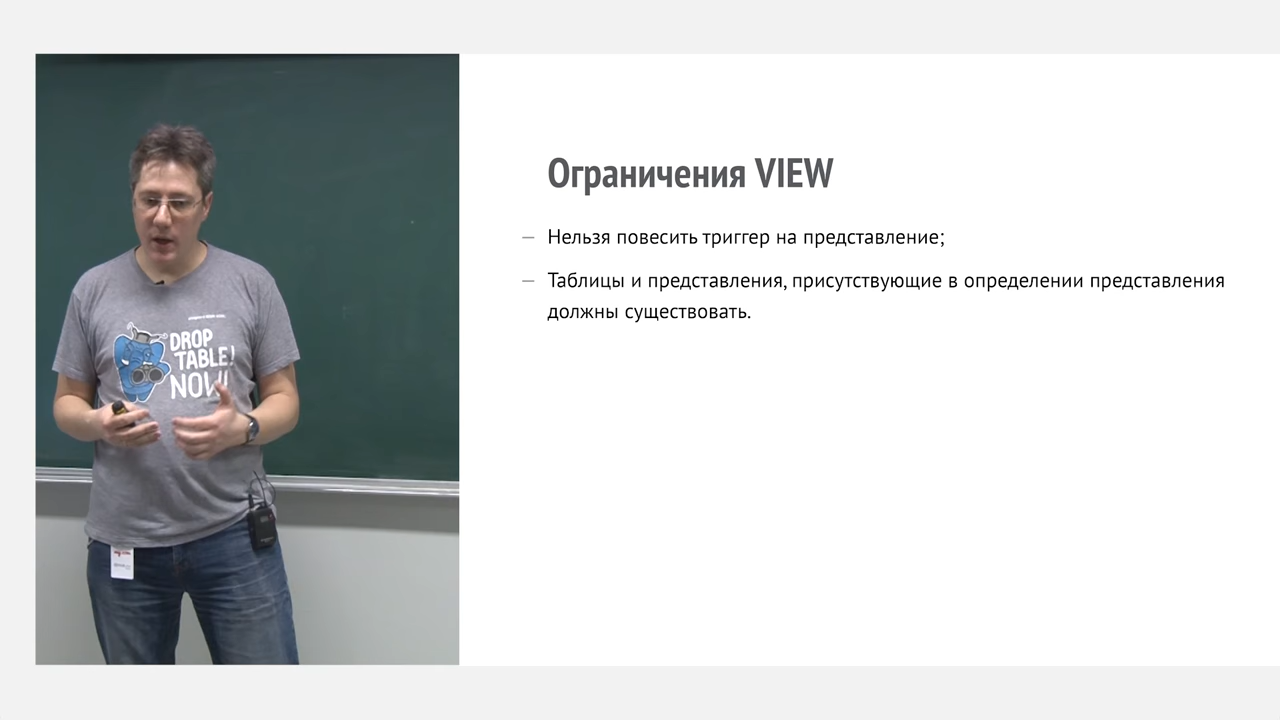 Ограничения VIEW
— Нельзя повесить триггер на представление;
— Таблицы и представления, присутствующие в определении представления
должны существовать.
DROP
TABLE!
NOW!